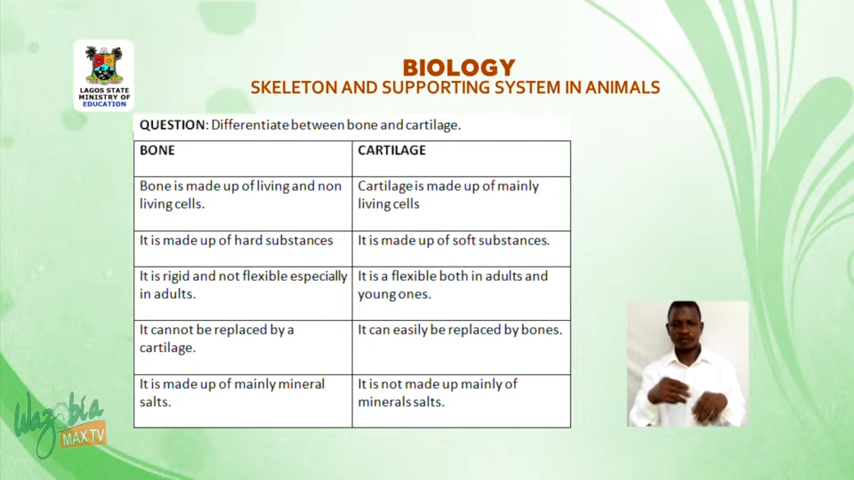 BIOLOGY
SKELETON AND SUPPORTING SYSTEM IN ANIMALS
LAGOS STATE
MINISTRY OF
EDUCATION
QUESTION: Differentiate between bone and cartilage.
BONE
CARTILAGE
Bone is made up of living and non
living cells.
Cartilage is made up of mainly
living cells
It is made up of hard substances
It is made up of soft substances.
It is rigid and not flexible especially
in adults.
It is a flexible both in adults and
young ones.
It cannot be replaced by a
cartilage.
It can easily be replaced by bones.
It is made up of mainly mineral
salts.
It is not made up mainly of
minerals salts.
Wazobia
MAX TV